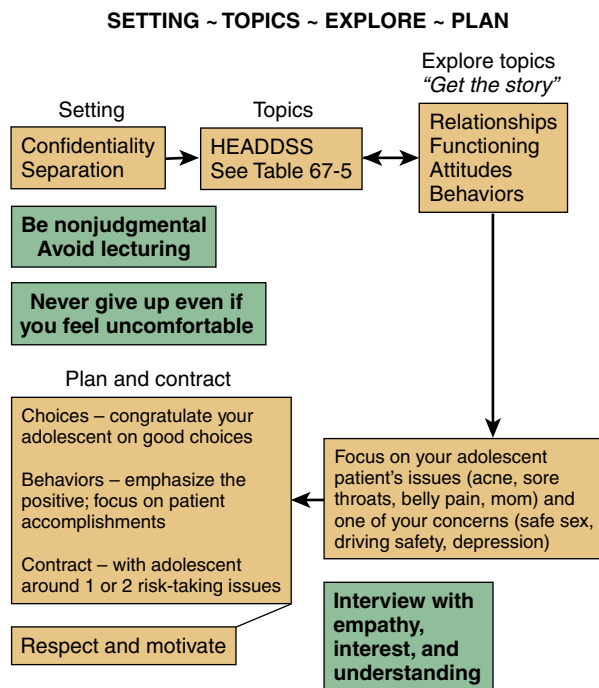 SETTING ~ TOPICS ~ EXPLORE ~ PLAN
Setting
Confidentiality
Separation
Topics
HEADDSS
See Table 67-5
Explore topics
“Get the story”
Relationships
Functioning
Attitudes
Behaviors
Be nonjudgmental
Avoid lecturing
Never give up even if
you feel uncomfortable
Focus on your adolescent
patient’s issues (acne, sore
throats, belly pain, mom) and
one of your concerns (safe sex,
driving safety, depression)
Plan and contract
Choices – congratulate your
adolescent on good choices
Behaviors – emphasize the
positive; focus on patient
accomplishments
Contract – with adolescent
around 1 or 2 risk-taking issues
Respect and motivate
Interview with
empathy,
interest, and
understanding